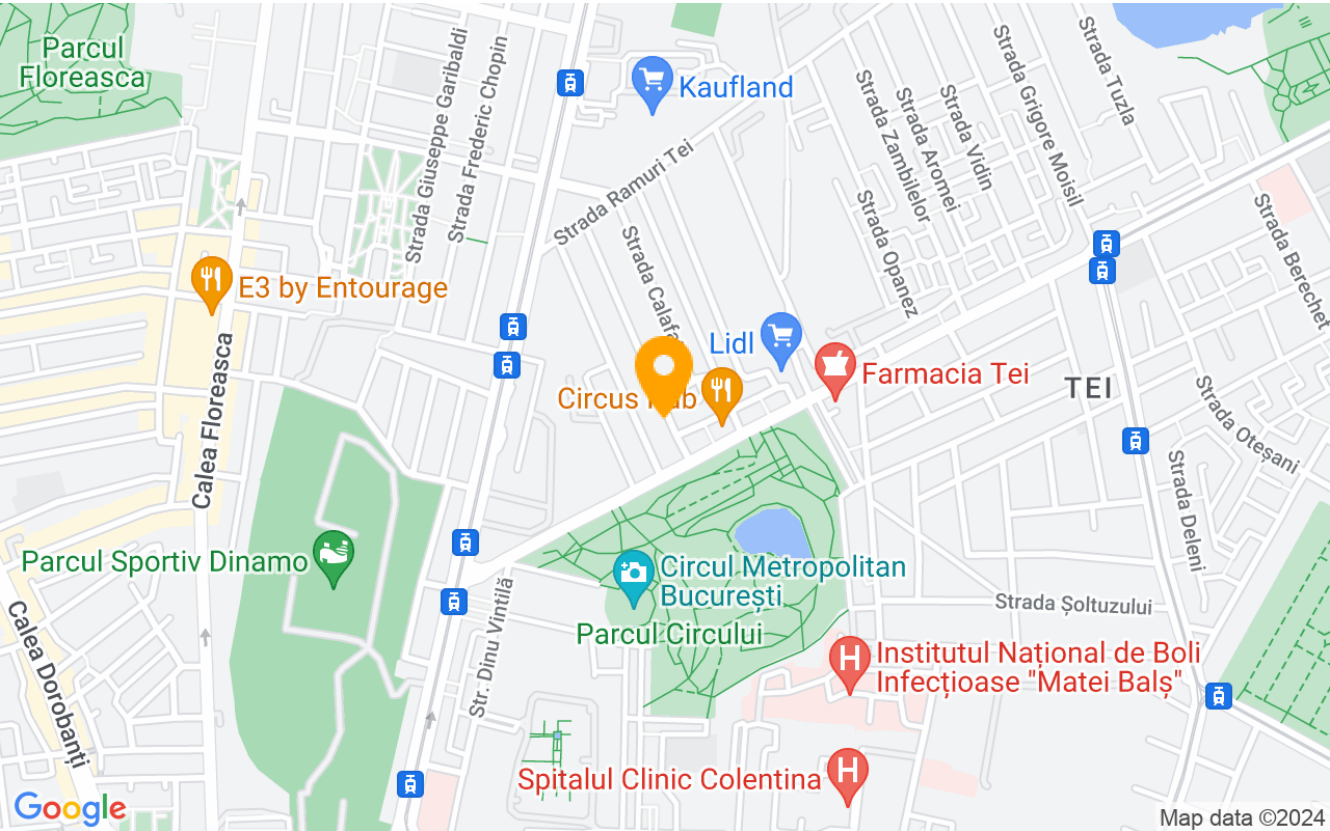 Parcul
Floreasca
Strada Giuseppe Garibaldi
Strada Frederic Chopin
Kaufland
Strada Ramuri Tei
Strada Zambilelor
Strada Aromei
Strada Vidin
Strada Grigore Moisil
Strada Tuzla
Strada Opanez
Strada Berechet
E3 by Entourage
Strada Calafa
Calea Floreasca
Lidl
Farmacia Tei
TEI
Circus
Strada Oteșani
Strada Deleni
Parcul Sportiv Dinamo
Circul Metropolitan
București
Parcul Circului
Strada Șoltuzului
Str. Dinu Vintilă
Calea Dorobanți
Institutul Național de Boli
Infecțioase "Matei Balș"
Spitalul Clinic Colentina
H
H
Google
Map data ©2024